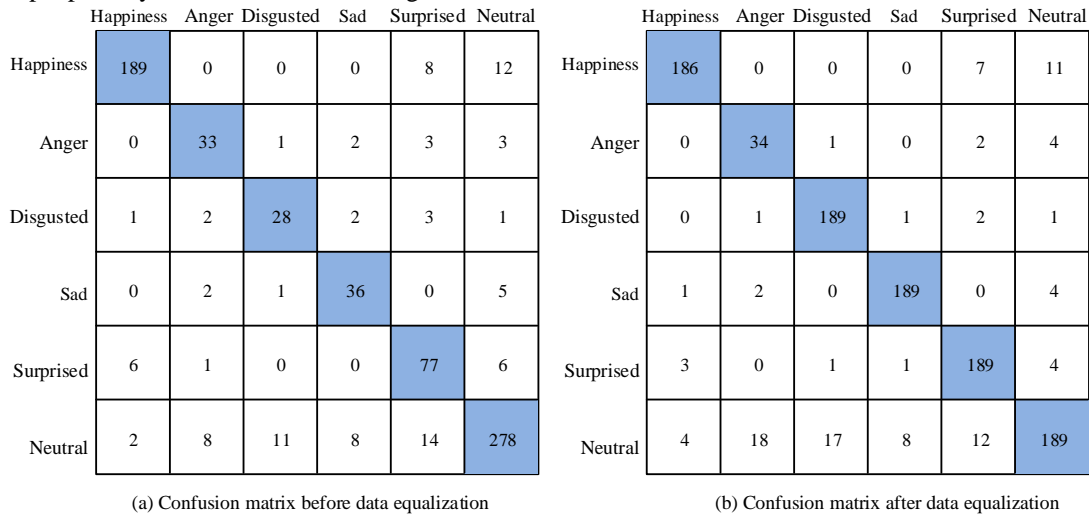 Happiness Anger Disgusted Sad Surprised Neutral
Happiness 189 0 0 0 8 12
Anger 0 33 1 2 3 3
Disgusted 1 2 28 2 3 1
Sad 0 2 1 36 0 5
Surprised 6 1 0 0 77 6
Neutral 2 8 11 8 14 278
(a) Confusion matrix before data equalization
Happiness Anger Disgusted Sad Surprised Neutral
Happiness 186 0 0 0 7 11
Anger 0 34 1 0 2 4
Disgusted 0 1 189 1 2 1
Sad 1 2 0 189 0 4
Surprised 3 0 1 1 189 4
Neutral 4 18 17 8 12 189
(b) Confusion matrix after data equalization